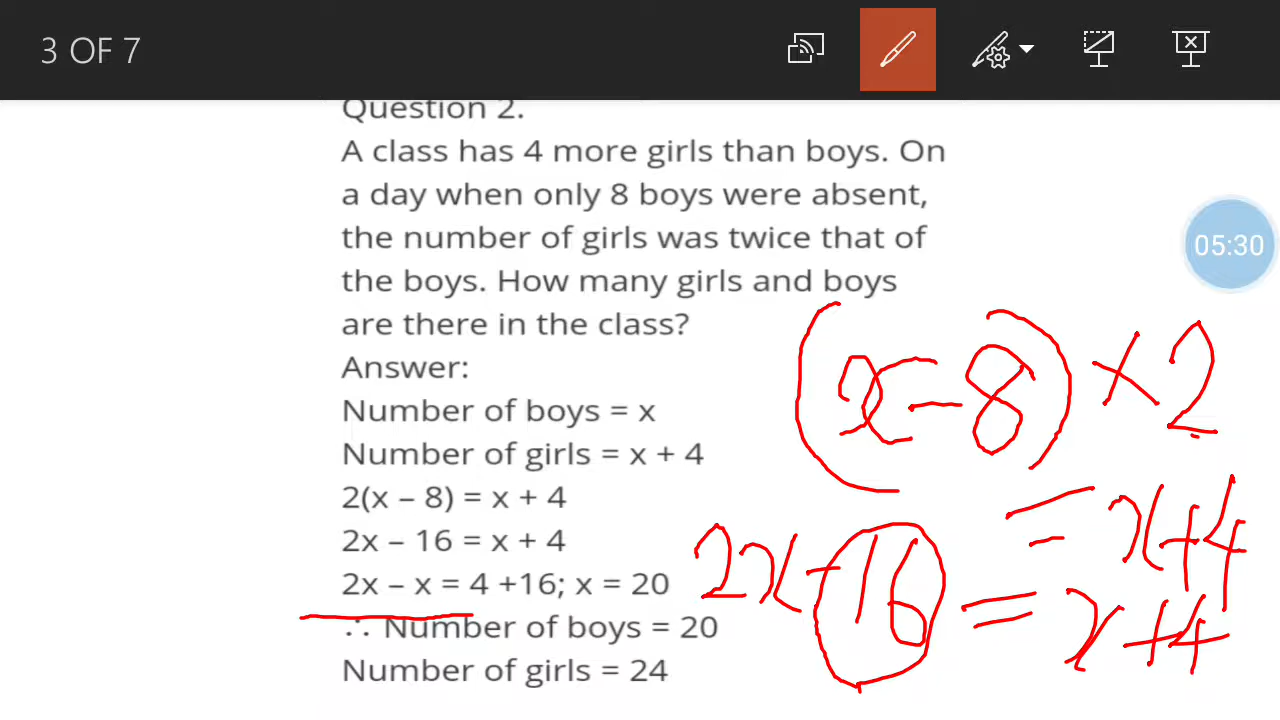 3 OF 7
Question 2.
A class has 4 more girls than boys. On
a day when only 8 boys were absent,
the number of girls was twice that of
the boys. How many girls and boys
are there in the class?
Answer:
Number of boys = x
Number of girls = x + 4
2(x – 8) = x + 4
2x – 16 = x + 4
2x – x = 4 +16; x = 20
∴ Number of boys = 20
Number of girls = 24
05:30
(x – 8) × 2
= x+4
2x – 16 = x+4